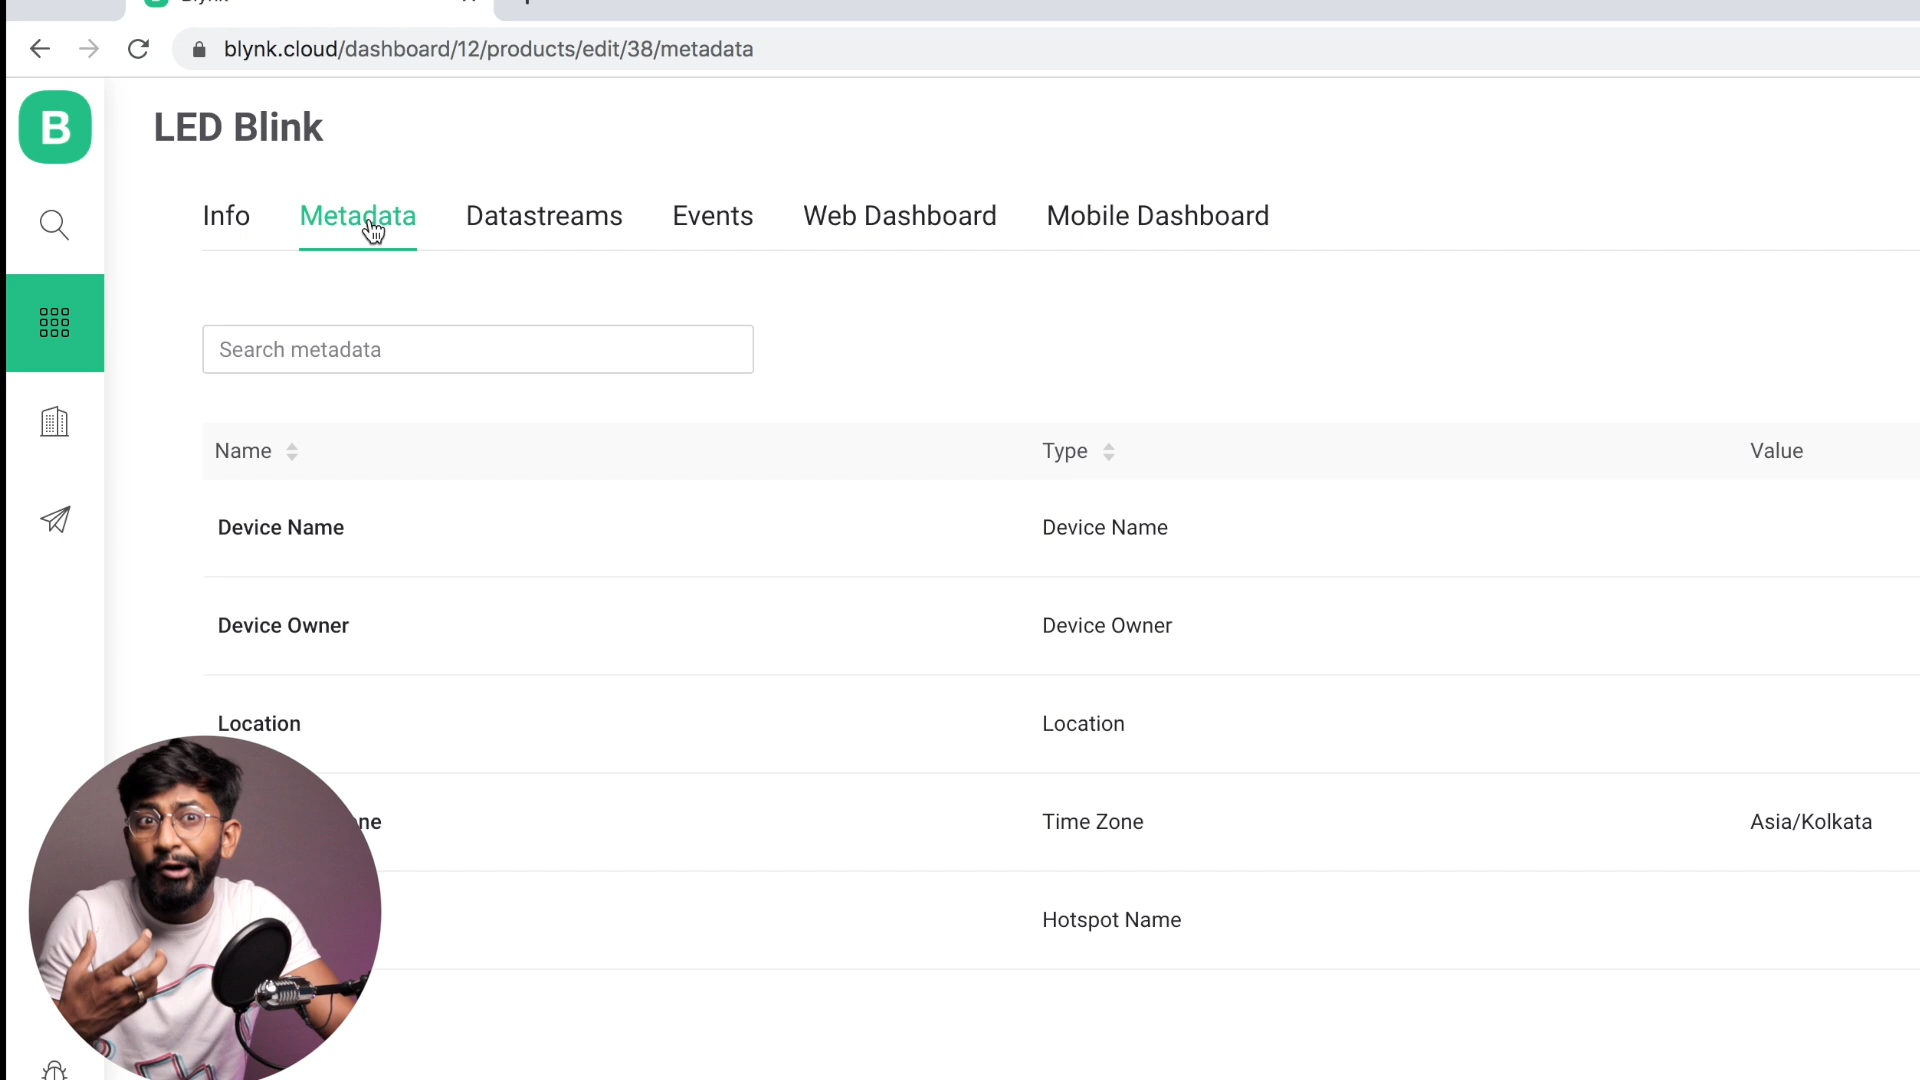 blynk.cloud/dashboard/12/products/edit/38/metadata
B
LED Blink
Info Metadata Datastreams Events Web Dashboard Mobile Dashboard
Search metadata
Name Type Value
Device Name Device Name
Device Owner Device Owner
Location Location
ne Time Zone Asia/Kolkata
Hotspot Name